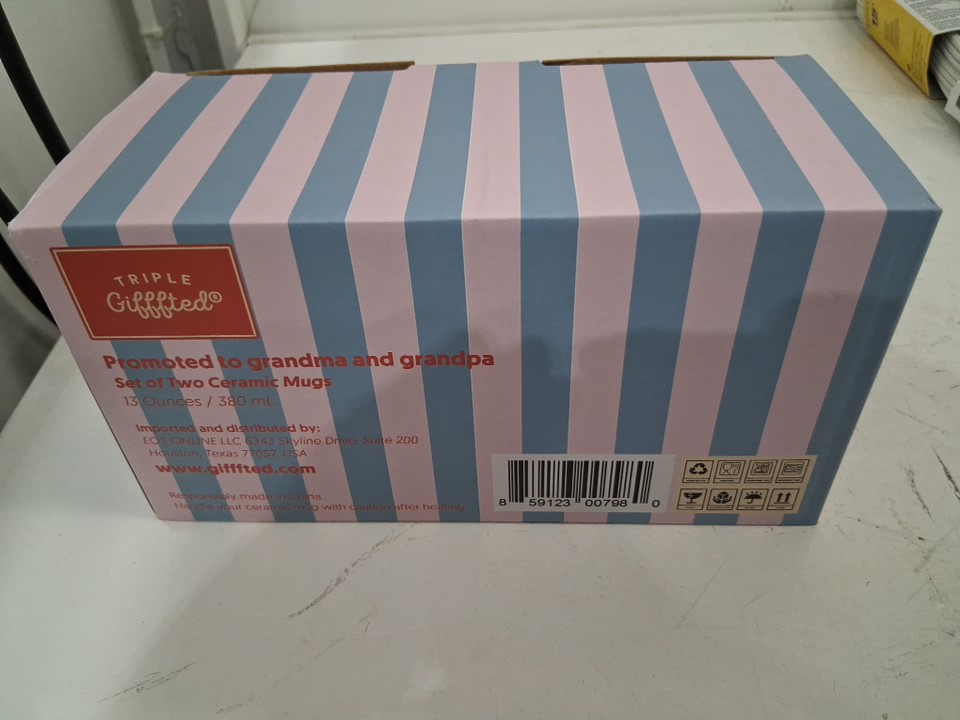 TRIPLE
Gifffted®
Promoted to grandma and grandpa
Set of Two Ceramic Mugs
13 Ounces / 380 mL
Imported and distributed by:
EQS ONLINE LLC 6343 Skyline Drive, Suite 200
Houston, Texas 77057, USA
www.gifffted.com
Responsibly made in China.
Handle your ceramic mug with caution after heating.
8 59123 00798 0